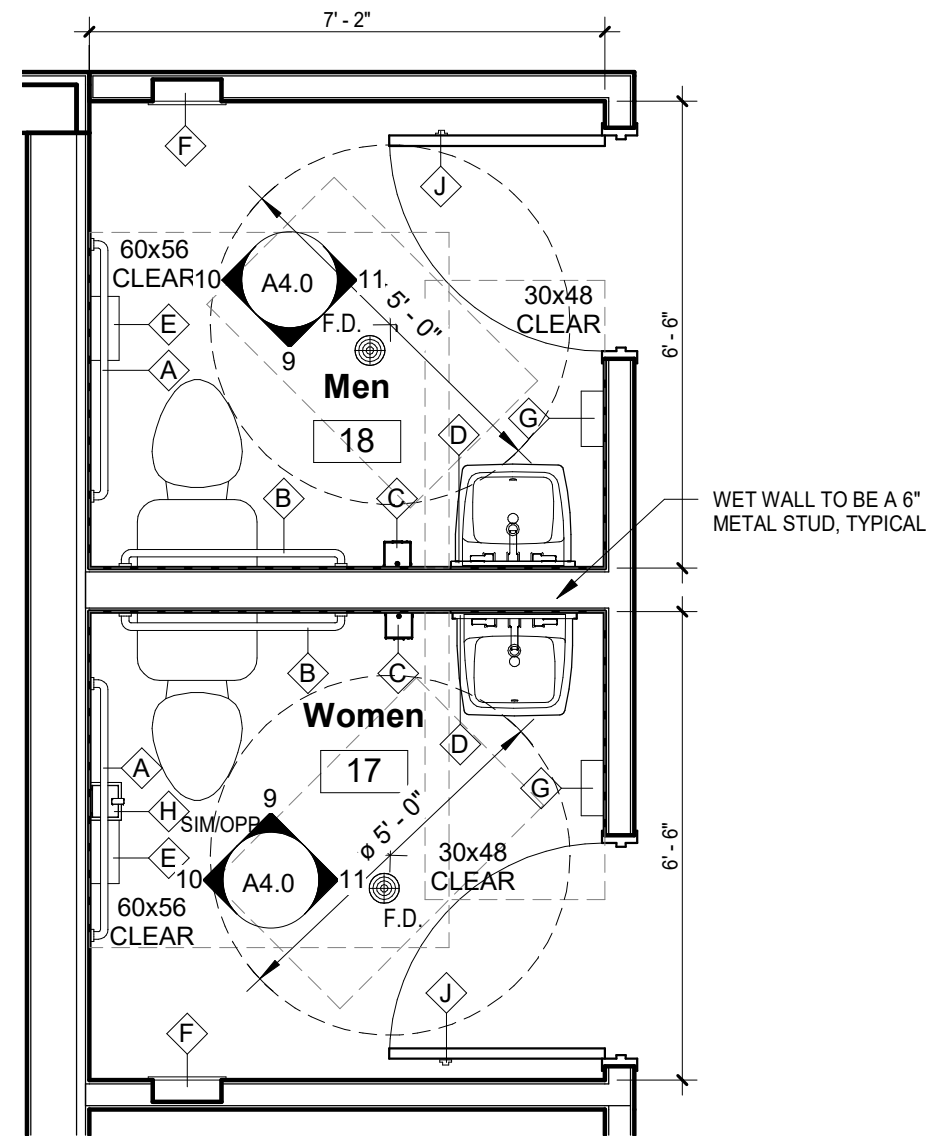 7' - 2"
F
J
60x56
CLEAR
10
A4.0
11
9
5' - 0"
30x48
CLEAR
6' - 6"
E
F.D.
A
Men
18
G
D
B
C
WET WALL TO BE A 6"
METAL STUD, TYPICAL
B
C
Women
17
D
A
G
H
9
SIM/OPP
ø 5' - 0"
E
10
A4.0
11
30x48
CLEAR
F.D.
60x56
CLEAR
6' - 6"
J
F